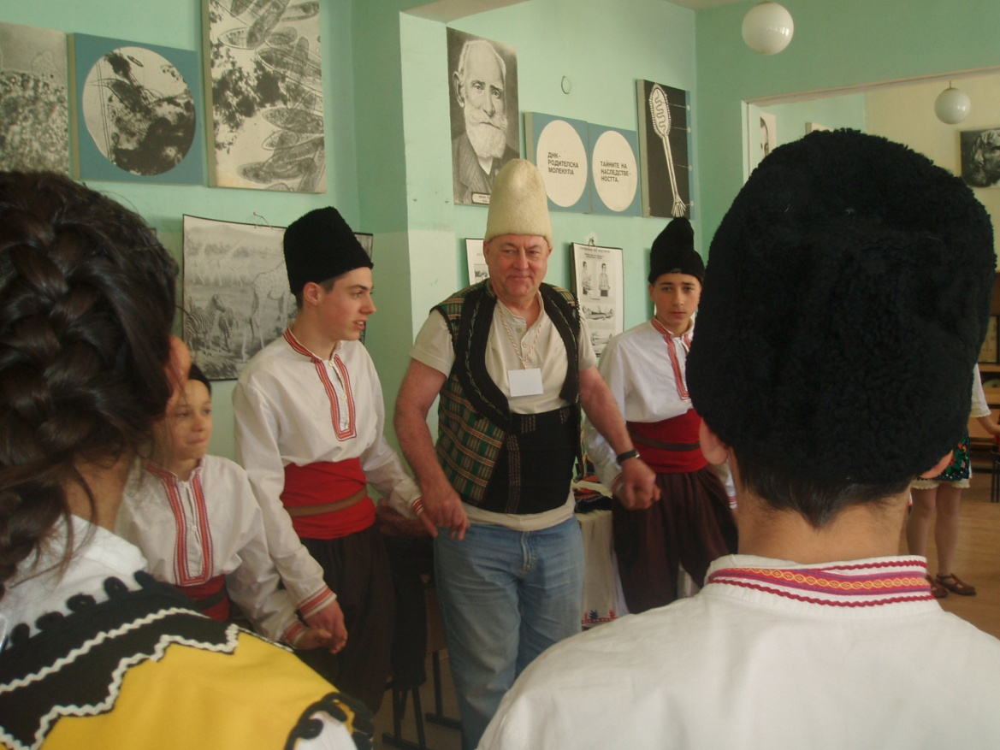 ДНК-
РОДИТЕЛСКА
МОЛЕКУЛА
ТАЙНИТЕ НА
НАСЛЕДСТВЕ-
НОСТТА.